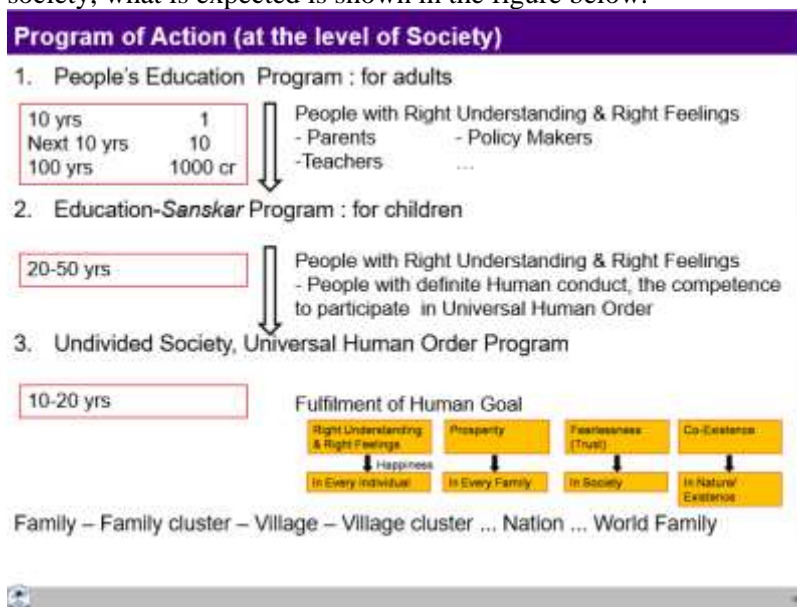 society, what is expected is shown in the figure below:
Program of Action (at the level of Society)
1. People's Education Program : for adults
10 yrs 1
Next 10 yrs 10
100 yrs 1000 cr
People with Right Understanding & Right Feelings
- Parents - Policy Makers
-Teachers ...
2. Education-Sanskar Program : for children
20-50 yrs
People with Right Understanding & Right Feelings
- People with definite Human conduct, the competence
to participate in Universal Human Order
3. Undivided Society, Universal Human Order Program
10-20 yrs
Fulfilment of Human Goal
Right Understanding & Right Feelings
Prosperity
Fearlessness (Trust)
Co-Existence
Happiness
In Every Individual
In Every Family
In Society
In Nature/ Existence
Family – Family cluster – Village – Village cluster ... Nation ... World Family